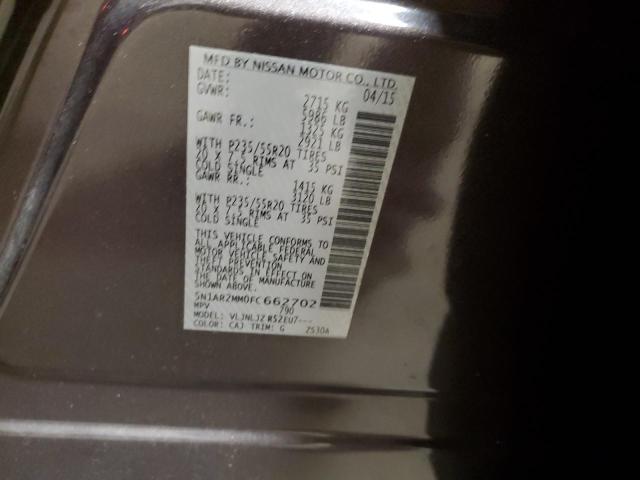 MFD BY NISSAN MOTOR CO., LTD.
DATE: 04/15
GVWR: 2715 KG
5986 LB
GAWR FR.: 1325 KG
2921 LB
WITH P235/55R20 TIRES
20 X 7.5 RIMS AT 35 PSI
COLD SINGLE
GAWR RR.: 1415 KG
3120 LB
WITH P235/55R20 TIRES
20 X 7.5 RIMS AT 35 PSI
COLD SINGLE
THIS VEHICLE CONFORMS TO
ALL APPLICABLE FEDERAL
MOTOR VEHICLE SAFETY AND
THEFT PREVENTION
STANDARDS IN EFFECT ON
THE DATE OF MANUFACTURE
SHOWN ABOVE.
5N1AR2MM0FC662702
MPV 790
MODEL: VLJNLJZ R52EU7---
COLOR: CAJ TRIM: G Z530A